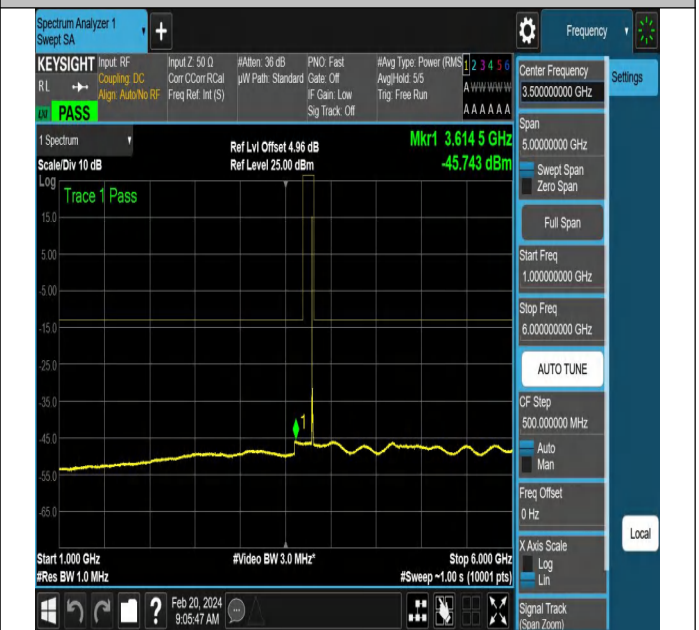 Spectrum Analyzer 1
Swept SA
+
Frequency
KEYSIGHT
RL
PASS
Input: RF
Coupling: DC
Align: Auto/No RF
Input Z: 50 Ω
Corr CCorr RCal
Freq Ref: Int (S)
#Atten: 36 dB
µW Path: Standard
PNO: Fast
Gate: Off
IF Gain: Low
Sig Track: Off
#Avg Type: Power (RMS
Avg|Hold: 5/5
Trig: Free Run
1 2 3 4 5 6
A W W W W W
A A A A A A
1 Spectrum
Scale/Div 10 dB
Log
Ref Lvl Offset 4.96 dB
Ref Level 25.00 dBm
Mkr1 3.614 5 GHz
-45.743 dBm
Trace 1 Pass
15.0
5.00
-5.00
-15.0
-25.0
-35.0
-45.0
-55.0
-65.0
1
Start 1.000 GHz
#Res BW 1.0 MHz
#Video BW 3.0 MHz*
Stop 6.000 GHz
#Sweep ~1.00 s (10001 pts)
Feb 20, 2024
9:05:47 AM
?
Center Frequency
3.500000000 GHz
Settings
Span
5.00000000 GHz
Swept Span
Zero Span
Full Span
Start Freq
1.000000000 GHz
Stop Freq
6.000000000 GHz
AUTO TUNE
CF Step
500.000000 MHz
Auto
Man
Freq Offset
0 Hz
X Axis Scale
Log
Lin
Local
Signal Track
(Span Zoom)